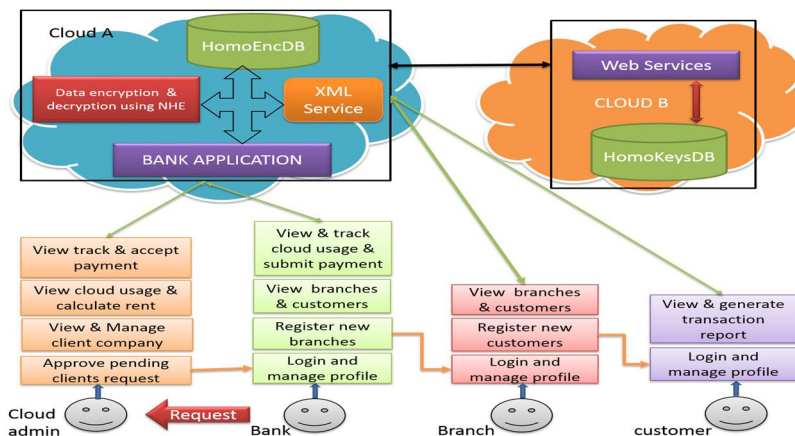 Cloud A
HomoEncDB
Data encryption &
decryption using NHE
XML
Service
BANK APPLICATION
Web Services
CLOUD B
HomoKeysDB
View track & accept
payment
View cloud usage &
calculate rent
View & Manage
client company
Approve pending
clients request
Cloud
admin
Request
View & track
cloud usage &
submit payment
View branches
& customers
Register new
branches
Login and
manage profile
Bank
View branches
& customers
Register new
customers
Login and
manage profile
Branch
View & generate
transaction
report
Login and
manage profile
customer